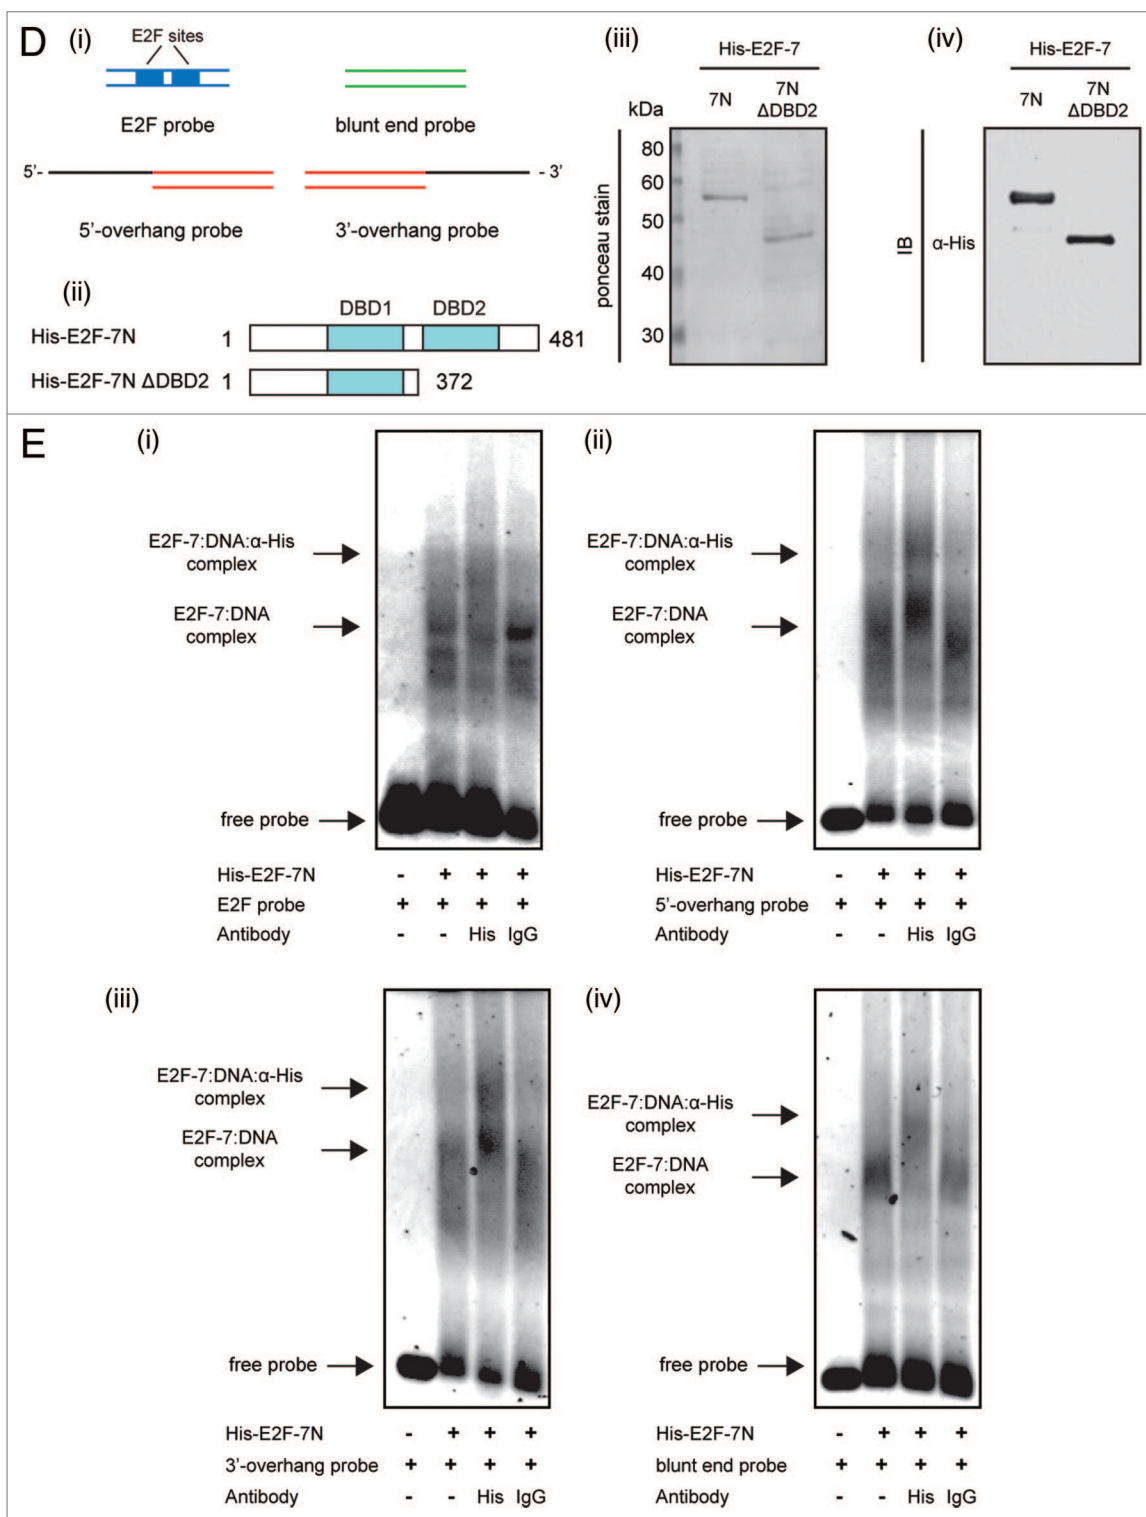 D
(i)
E2F sites
E2F probe
blunt end probe
5’-
- 3’
5’-overhang probe
3’-overhang probe
(ii)
DBD1
DBD2
His-E2F-7N
1
481
His-E2F-7N ΔDBD2
1
372
(iii)
His-E2F-7
7N
7N
ΔDBD2
kDa
80
60
50
40
30
ponceau stain
(iv)
His-E2F-7
7N
7N
ΔDBD2
IB
α-His
E
(i)
E2F-7:DNA:α-His
complex
E2F-7:DNA
complex
free probe
His-E2F-7N - + + +
E2F probe + + + +
Antibody - - His IgG
(ii)
E2F-7:DNA:α-His
complex
E2F-7:DNA
complex
free probe
His-E2F-7N - + + +
5’-overhang probe + + + +
Antibody - - His IgG
(iii)
E2F-7:DNA:α-His
complex
E2F-7:DNA
complex
free probe
His-E2F-7N - + + +
3’-overhang probe + + + +
Antibody - - His IgG
(iv)
E2F-7:DNA:α-His
complex
E2F-7:DNA
complex
free probe
His-E2F-7N - + + +
blunt end probe + + + +
Antibody - - His IgG